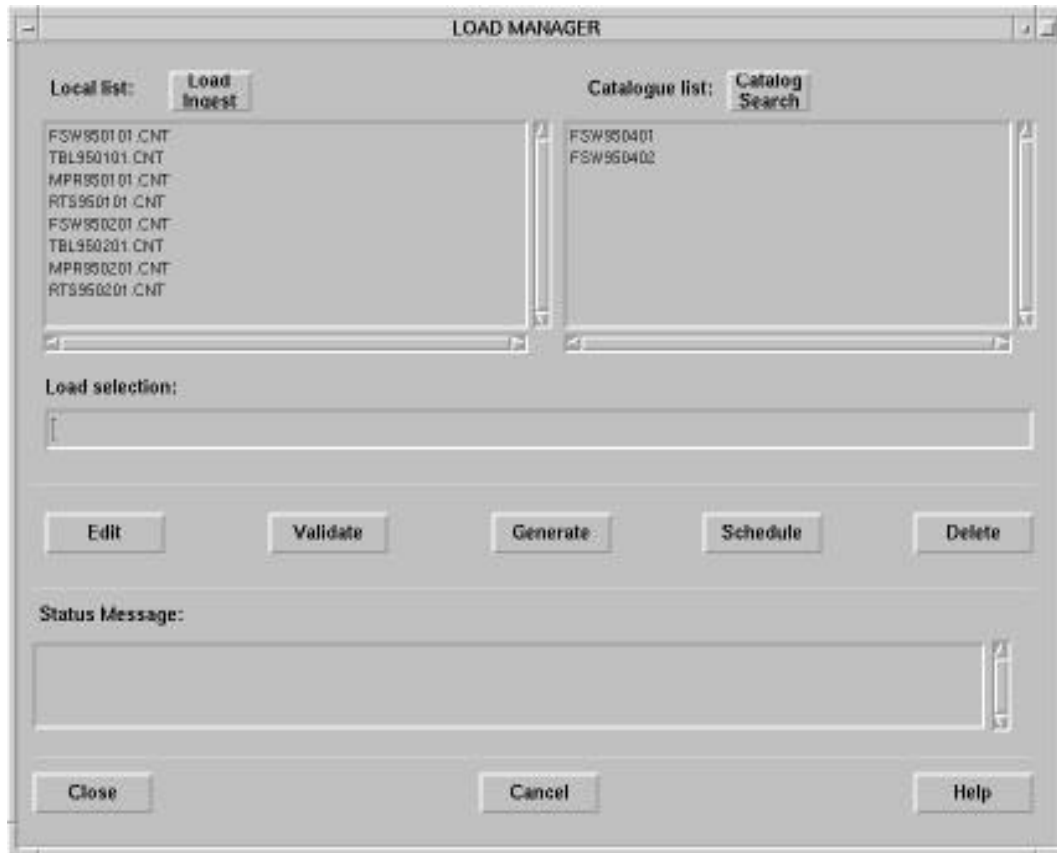 LOAD MANAGER
Local list:
Load
Ingest
Catalogue list:
Catalog
Search
FSW950101.CNT
TBL950101.CNT
MPR950101.CNT
RTS950101.CNT
FSW950201.CNT
TBL950201.CNT
MPR950201.CNT
RTS950201.CNT
FSW950401
FSW950402
Load selection:
Edit
Validate
Generate
Schedule
Delete
Status Message:
Close
Cancel
Help